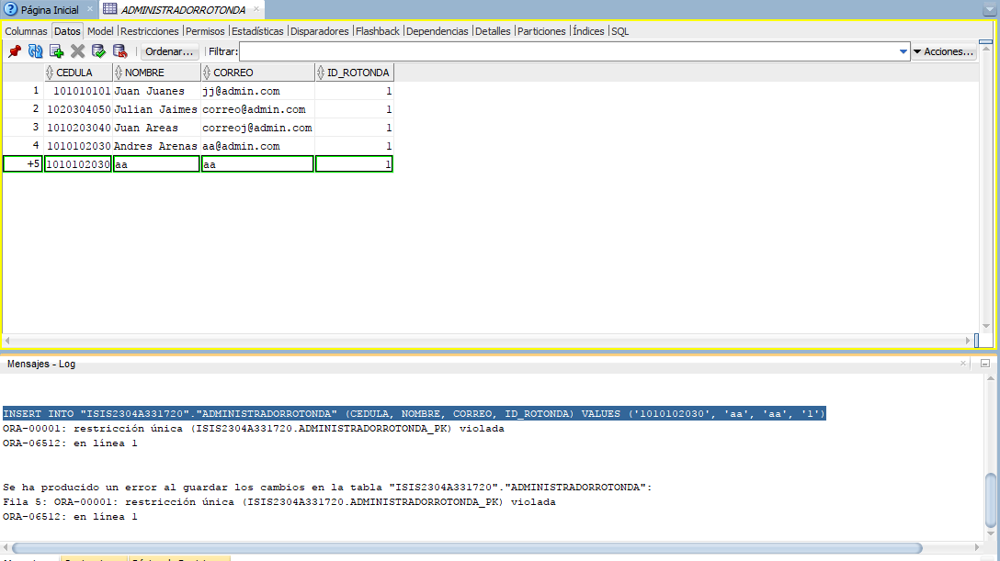 Página Inicial ADMINISTRADORROTONDA
Columnas Datos Model Restricciones Permisos Estadísticas Disparadores Flashback Dependencias Detalles Particiones Índices SQL
Ordenar... Filtrar: Acciones...
CEDULA NOMBRE CORREO ID_ROTONDA
1 101010101 Juan Juanes jj@admin.com 1
2 1020304050 Julian Jaimes correo@admin.com 1
3 1010203040 Juan Areas correoj@admin.com 1
4 1010102030 Andres Arenas aa@admin.com 1
+5 1010102030 aa aa 1
Mensajes - Log
INSERT INTO "ISIS2304A331720"."ADMINISTRADORROTONDA" (CEDULA, NOMBRE, CORREO, ID_ROTONDA) VALUES ('1010102030', 'aa', 'aa', '1')
ORA-00001: restricción única (ISIS2304A331720.ADMINISTRADORROTONDA_PK) violada
ORA-06512: en línea 1
Se ha producido un error al guardar los cambios en la tabla "ISIS2304A331720"."ADMINISTRADORROTONDA":
Fila 5: ORA-00001: restricción única (ISIS2304A331720.ADMINISTRADORROTONDA_PK) violada
ORA-06512: en línea 1